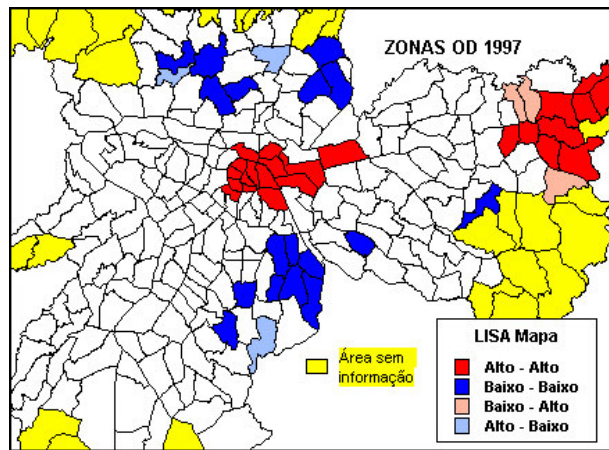 ZONAS OD 1997
Área sem
informação
LISA Mapa
Alto - Alto
Baixo - Baixo
Baixo - Alto
Alto - Baixo